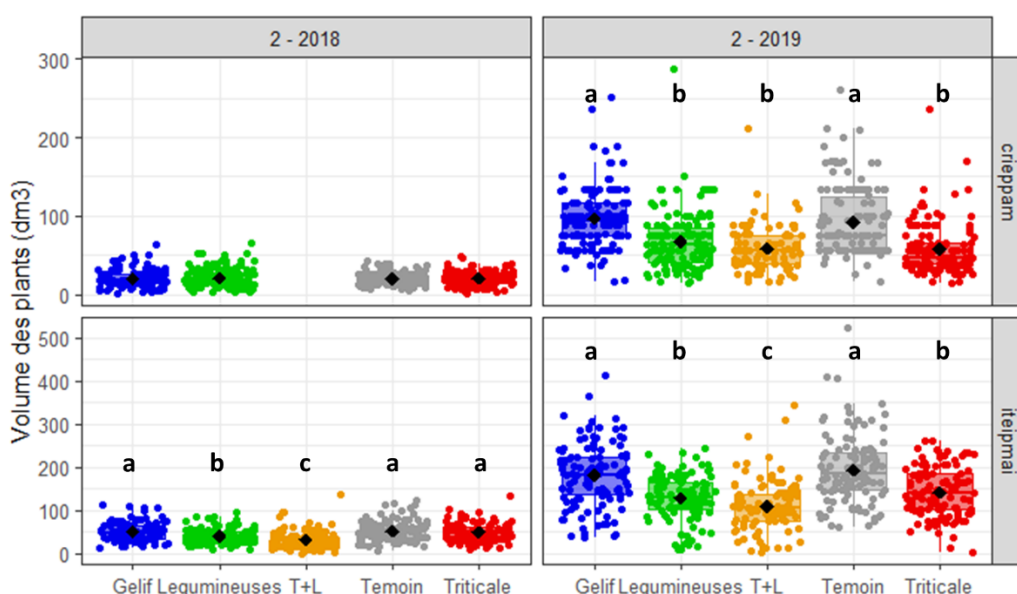 2 - 2018
2 - 2019
Volume des plants (dm3)
300
200
100
0
a b b a b
crieppam
500
400
300
200
100
0
a b c a a
a b c a b
iteipmai
Gelif Legumineuses T+L Temoin Triticale
Gelif Legumineuses T+L Temoin Triticale